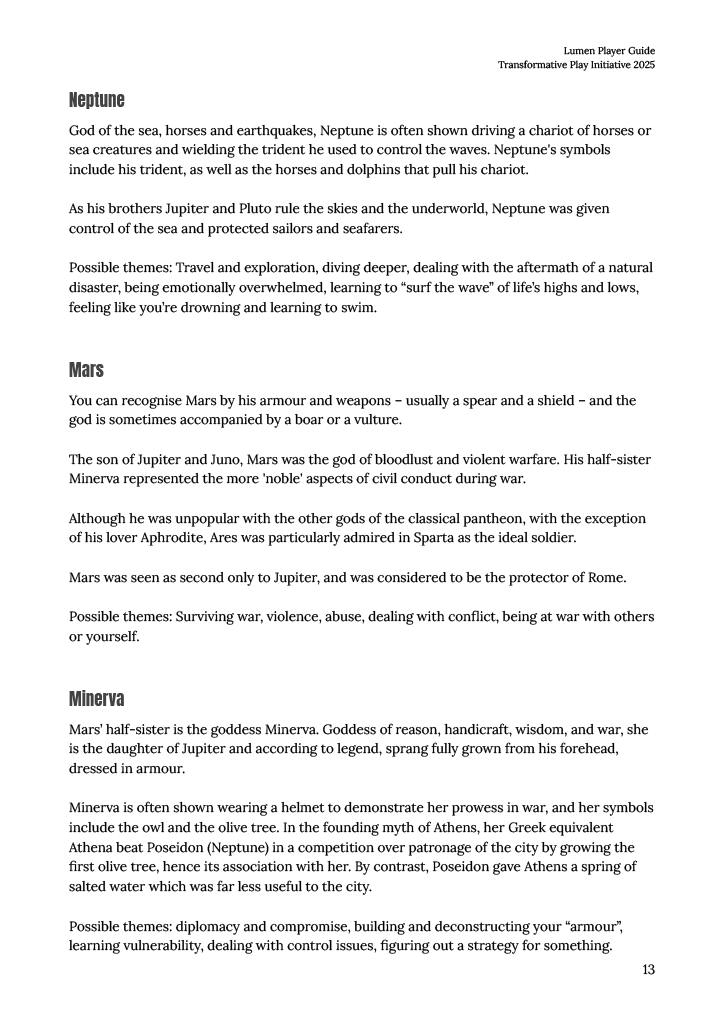 Lumen Player Guide
Transformative Play Initiative 2025
Neptune
God of the sea, horses and earthquakes, Neptune is often shown driving a chariot of horses or
sea creatures and wielding the trident he used to control the waves. Neptune's symbols
include his trident, as well as the horses and dolphins that pull his chariot.
As his brothers Jupiter and Pluto rule the skies and the underworld, Neptune was given
control of the sea and protected sailors and seafarers.
Possible themes: Travel and exploration, diving deeper, dealing with the aftermath of a natural
disaster, being emotionally overwhelmed, learning to “surf the wave” of life’s highs and lows,
feeling like you’re drowning and learning to swim.
Mars
You can recognise Mars by his armour and weapons – usually a spear and a shield – and the
god is sometimes accompanied by a boar or a vulture.
The son of Jupiter and Juno, Mars was the god of bloodlust and violent warfare. His half-sister
Minerva represented the more 'noble' aspects of civil conduct during war.
Although he was unpopular with the other gods of the classical pantheon, with the exception
of his lover Aphrodite, Ares was particularly admired in Sparta as the ideal soldier.
Mars was seen as second only to Jupiter, and was considered to be the protector of Rome.
Possible themes: Surviving war, violence, abuse, dealing with conflict, being at war with others
or yourself.
Minerva
Mars’ half-sister is the goddess Minerva. Goddess of reason, handicraft, wisdom, and war, she
is the daughter of Jupiter and according to legend, sprang fully grown from his forehead,
dressed in armour.
Minerva is often shown wearing a helmet to demonstrate her prowess in war, and her symbols
include the owl and the olive tree. In the founding myth of Athens, her Greek equivalent
Athena beat Poseidon (Neptune) in a competition over patronage of the city by growing the
first olive tree, hence its association with her. By contrast, Poseidon gave Athens a spring of
salted water which was far less useful to the city.
Possible themes: diplomacy and compromise, building and deconstructing your “armour”,
learning vulnerability, dealing with control issues, figuring out a strategy for something.
13